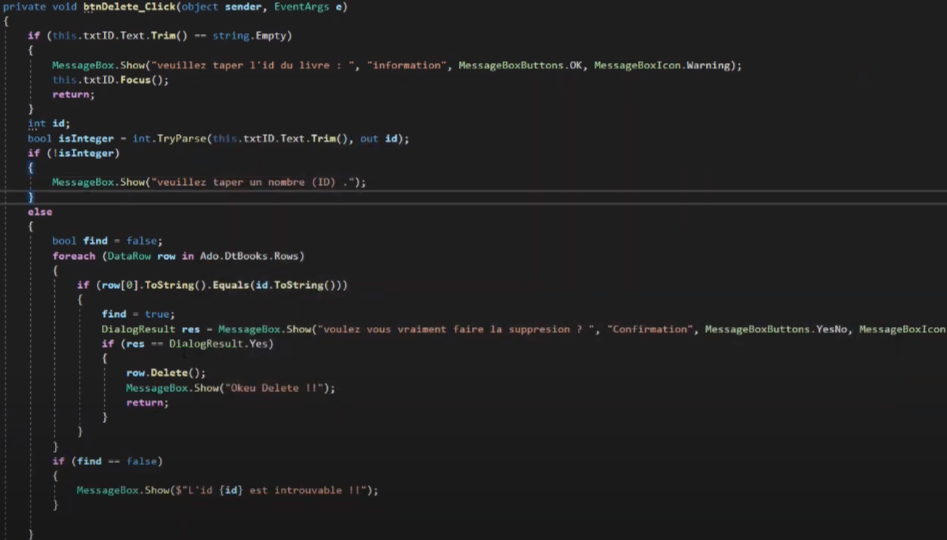 private void btnDelete_Click(object sender, EventArgs e)
{
if (this.txtID.Text.Trim() == string.Empty)
{
MessageBox.Show("veuillez taper l'id du livre : ", "information", MessageBoxButtons.OK, MessageBoxIcon.Warning);
this.txtID.Focus();
return;
}
int id;
bool isInteger = int.TryParse(this.txtID.Text.Trim(), out id);
if (!isInteger)
{
MessageBox.Show("veuillez taper un nombre (ID) .");
}
else
{
bool find = false;
foreach (DataRow row in Ado.DtBooks.Rows)
{
if (row[0].ToString().Equals(id.ToString()))
{
find = true;
DialogResult res = MessageBox.Show("voulez vous vraiment faire la suppresion ? ", "Confirmation", MessageBoxButtons.YesNo, MessageBoxIcon
if (res == DialogResult.Yes)
{
row.Delete();
MessageBox.Show("Okeu Delete !!");
return;
}
}
}
if (find == false)
{
MessageBox.Show($"L'id {id} est introuvable !!");
}
}